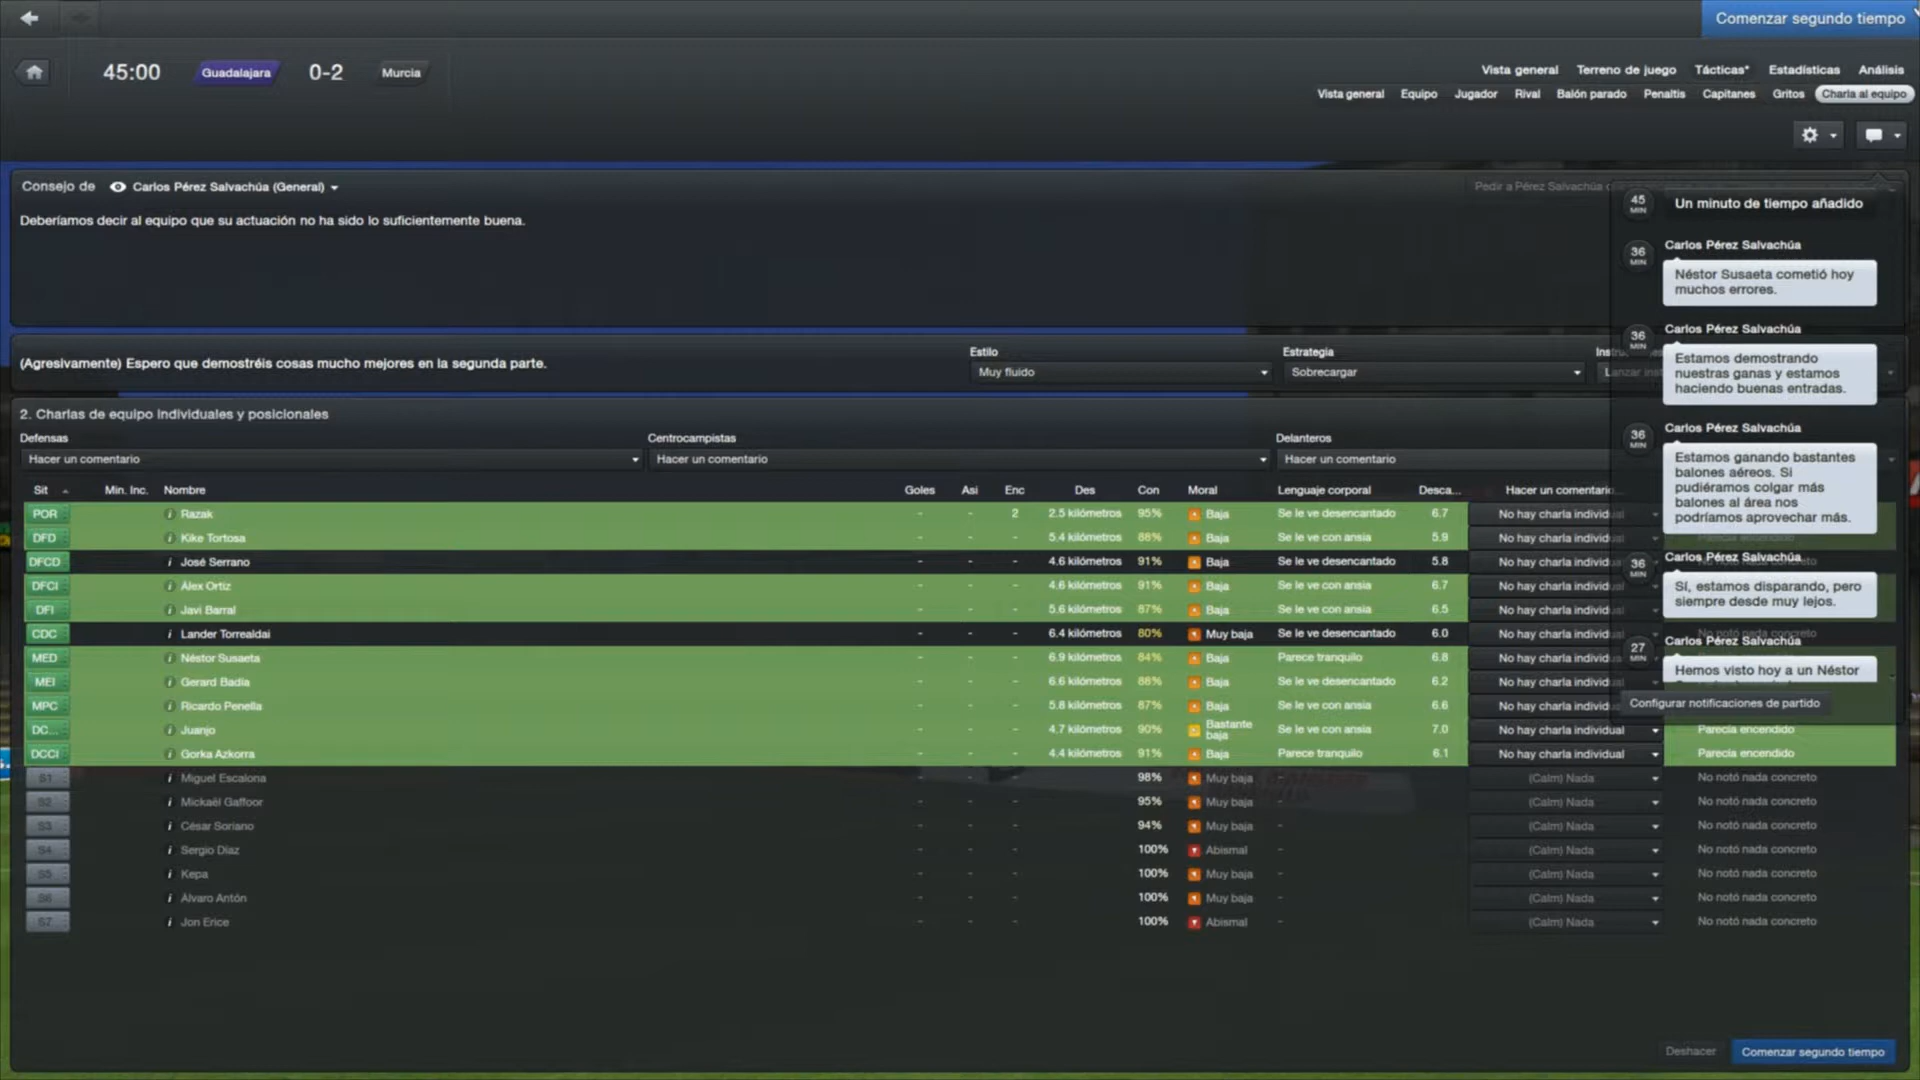 Comenzar segundo tiempo
45:00 Guadalajara 0-2 Murcia
Vista general Terreno de juego Tácticas* Estadísticas Análisis
Vista general Equipo Jugador Rival Balón parado Penaltis Capitanes Gritos Charla al equipo
Consejo de Carlos Pérez Salvachúa (General)
Pedir a Pérez Salvachúa
Deberíamos decir al equipo que su actuación no ha sido lo suficientemente buena.
45 MIN Un minuto de tiempo añadido
36 MIN Carlos Pérez Salvachúa
Néstor Susaeta cometió hoy
muchos errores.
36 MIN Carlos Pérez Salvachúa
Estamos demostrando
nuestras ganas y estamos
haciendo buenas entradas.
36 MIN Carlos Pérez Salvachúa
Estamos ganando bastantes
balones aéreos. Si
pudiéramos colgar más
balones al área nos
podríamos aprovechar más.
36 MIN Carlos Pérez Salvachúa
Sí, estamos disparando, pero
siempre desde muy lejos.
27 MIN Carlos Pérez Salvachúa
Hemos visto hoy a un Néstor
Configurar notificaciones de partido
(Agresivamente) Espero que demostréis cosas mucho mejores en la segunda parte.
Estilo Estrategia
Muy fluido Sobrecargar Lanzar
2. Charlas de equipo individuales y posicionales
Defensas Centrocampistas Delanteros
Hacer un comentario Hacer un comentario Hacer un comentario
Sit Min. Inc. Nombre Goles Asi Enc Des Con Moral Lenguaje corporal Desca... Hacer un comentario...
POR Razak - - 2 2.5 kilómetros 95% Baja Se le ve desencantado 6.7 No hay charla individual
DFD Kike Tortosa - - - 5.4 kilómetros 88% Baja Se le ve con ansia 5.9 No hay charla individual Parecía encendido
DFCD José Serrano - - - 4.6 kilómetros 91% Baja Se le ve desencantado 5.8 No hay charla individual No notó nada concreto
DFCI Álex Ortiz - - - 4.6 kilómetros 91% Baja Se le ve con ansia 6.7 No hay charla individual
DFI Javi Barral - - - 5.6 kilómetros 87% Baja Se le ve con ansia 6.5 No hay charla individual
CDC Lander Torrealdai - - - 6.4 kilómetros 80% Muy baja Se le ve desencantado 6.0 No hay charla individual No notó nada concreto
MED Néstor Susaeta - - - 6.9 kilómetros 84% Baja Parece tranquilo 6.8 No hay charla individ
MEI Gerard Badia - - - 6.6 kilómetros 88% Baja Se le ve desencantado 6.2 No hay charla individu
MPC Ricardo Penella - - - 5.8 kilómetros 87% Baja Se le ve con ansia 6.6 No hay charla individu
DC... Juanjo - - - 4.7 kilómetros 90% Bastante baja Se le ve con ansia 7.0 No hay charla individual Parecía encendido
DCCI Gorka Azkorra - - - 4.4 kilómetros 91% Baja Parece tranquilo 6.1 No hay charla individual Parecía encendido
S1 Miguel Escalona - - - 98% Muy baja - (Calm) Nada No notó nada concreto
S2 Mickaël Gaffoor - - - 95% Muy baja - (Calm) Nada No notó nada concreto
S3 César Soriano - - - 94% Muy baja - (Calm) Nada No notó nada concreto
S4 Sergio Díaz - - - 100% Abismal - (Calm) Nada No notó nada concreto
S5 Kepa - - - 100% Muy baja - (Calm) Nada No notó nada concreto
S6 Álvaro Antón - - - 100% Muy baja - (Calm) Nada No notó nada concreto
S7 Jon Erice - - - 100% Abismal - (Calm) Nada No notó nada concreto
Deshacer Comenzar segundo tiempo